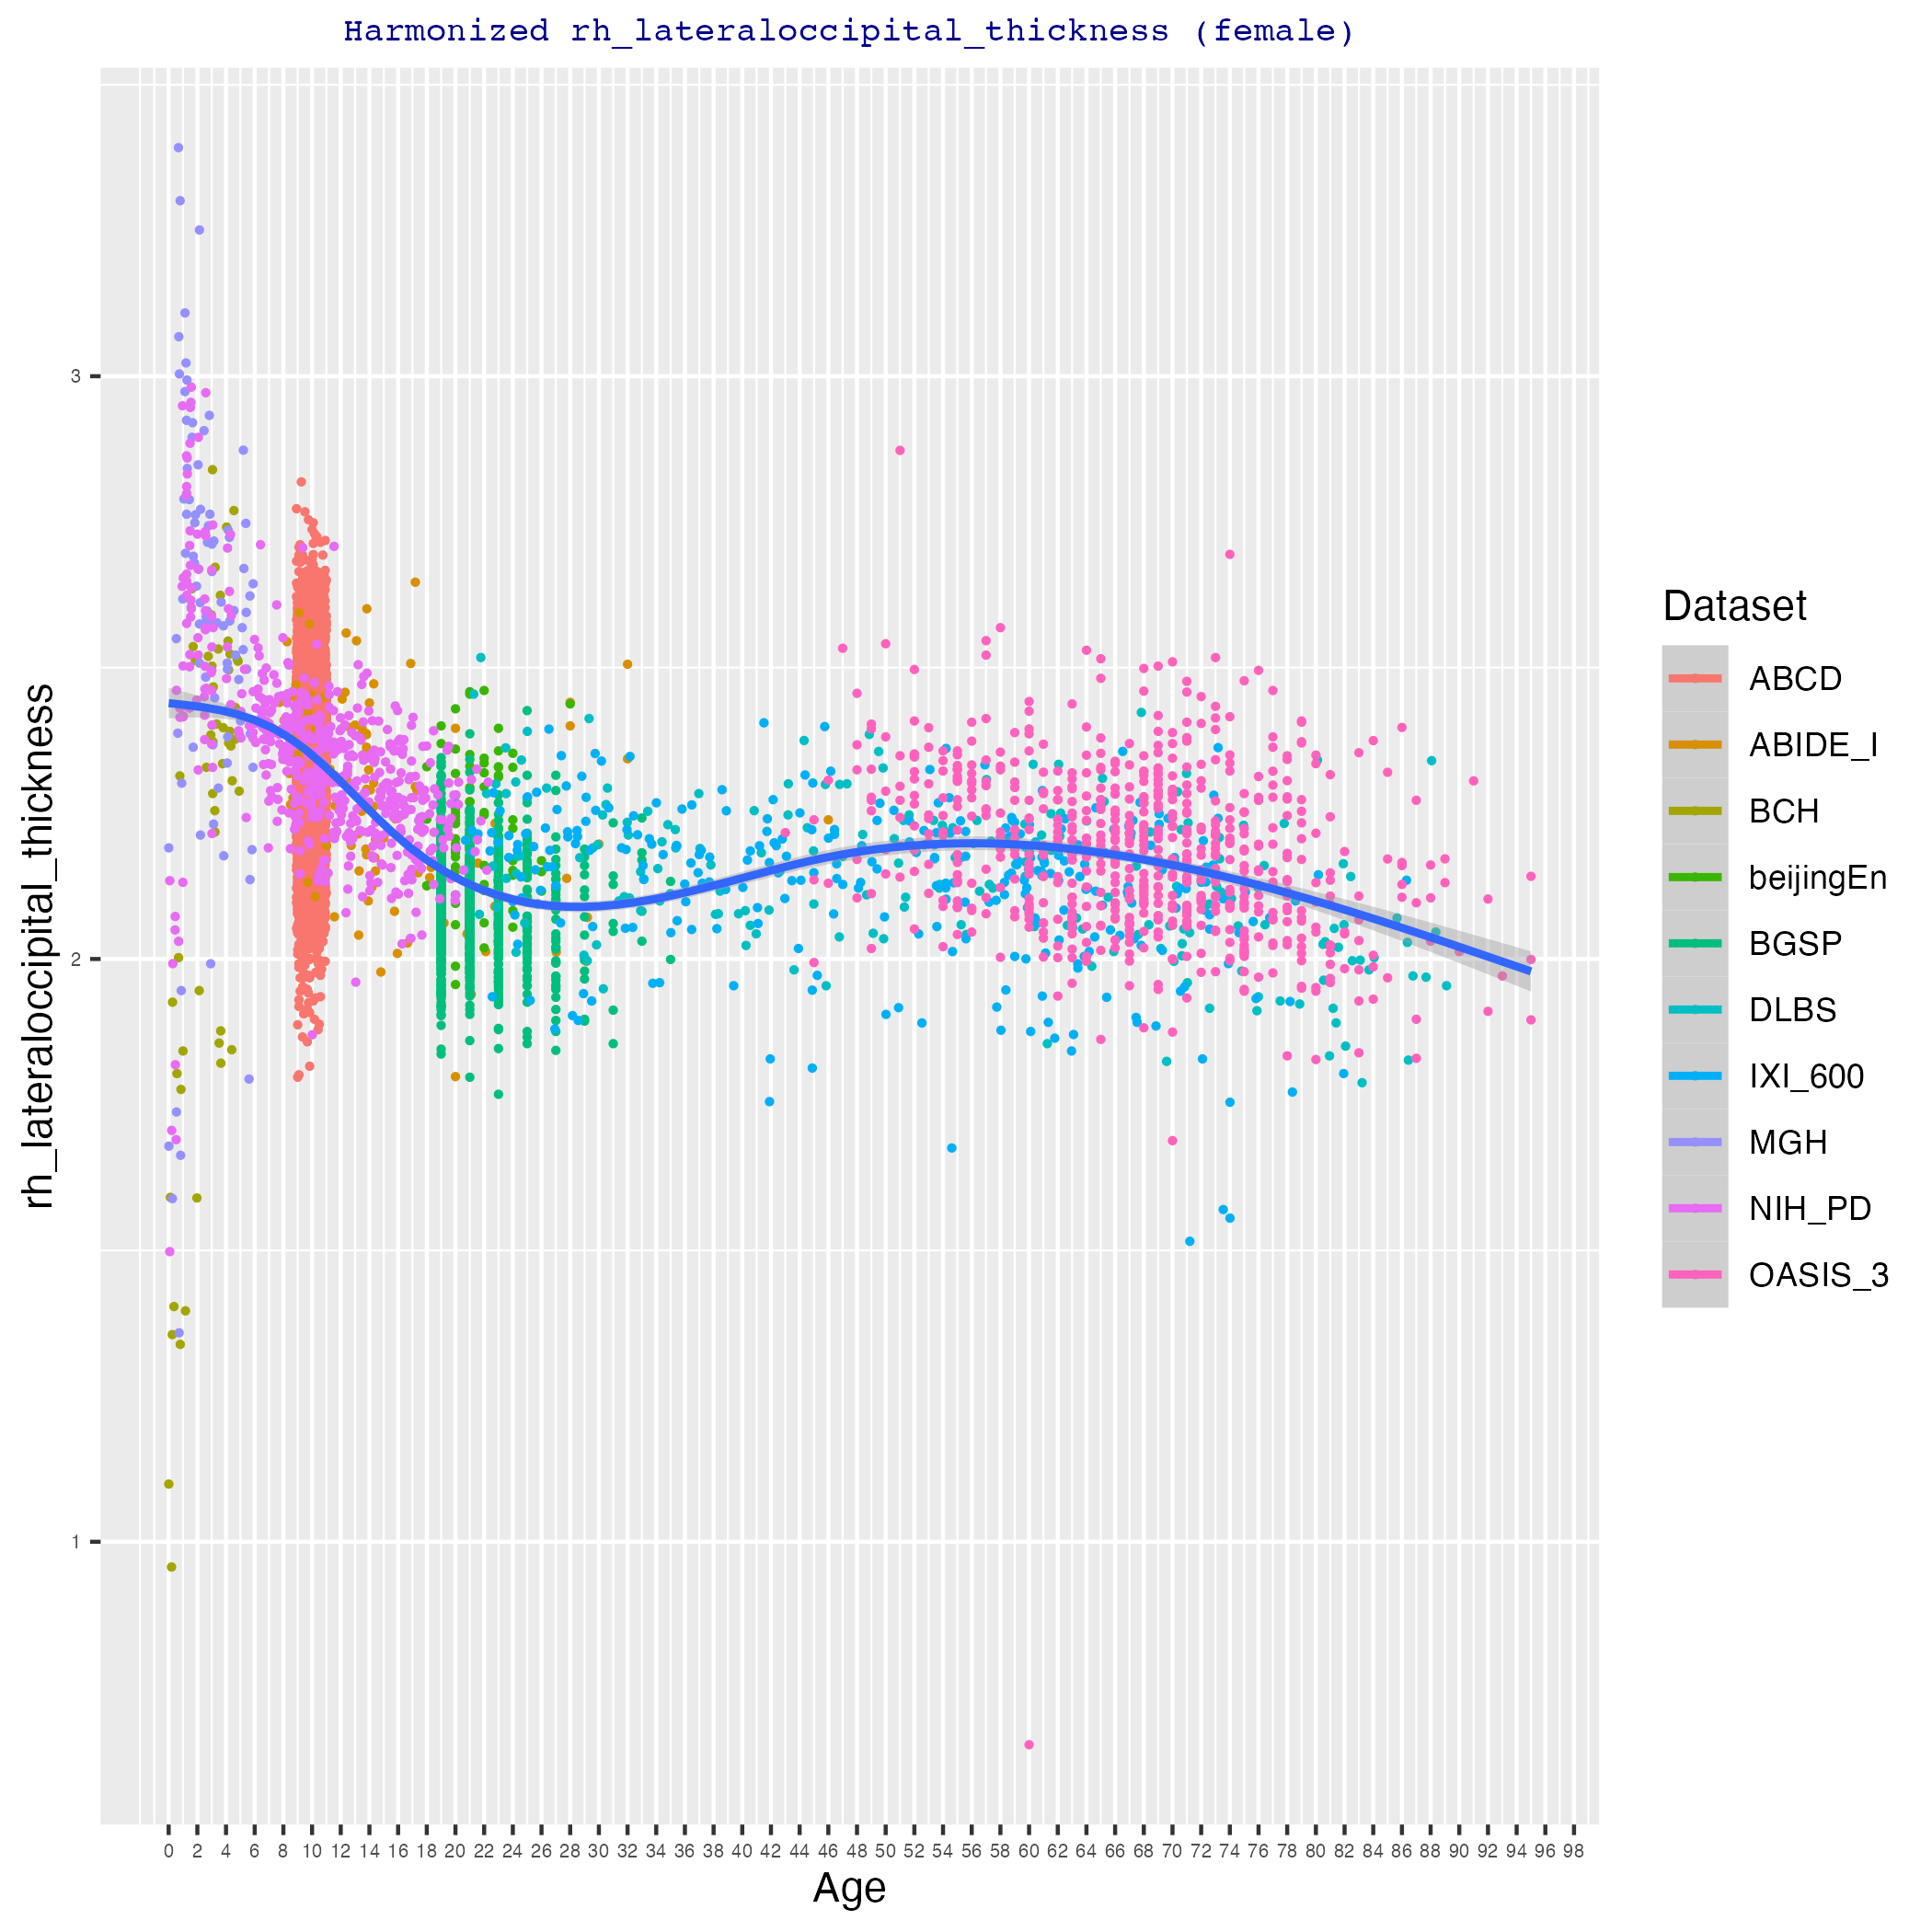 Harmonized rh_lateraloccipital_thickness (female)
rh_lateraloccipital_thickness
3
2
1
0 2 4 6 8 10 12 14 16 18 20 22 24 26 28 30 32 34 36 38 40 42 44 46 48 50 52 54 56 58 60 62 64 66 68 70 72 74 76 78 80 82 84 86 88 90 92 94 96 98
Age
Dataset
ABCD
ABIDE_I
BCH
beijingEn
BGSP
DLBS
IXI_600
MGH
NIH_PD
OASIS_3